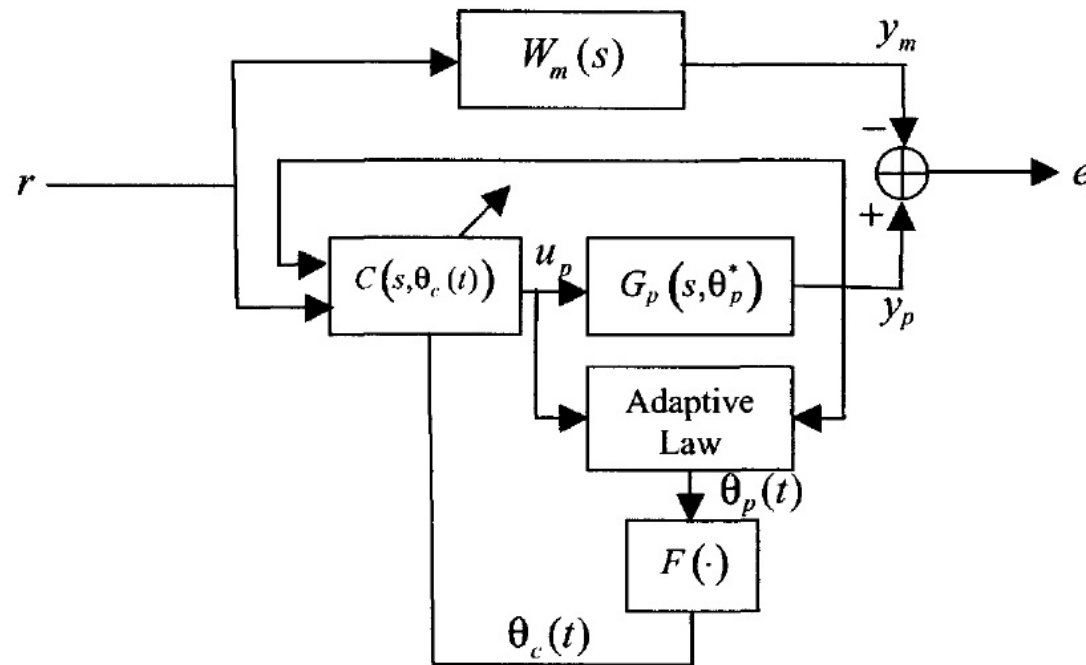 W_m(s)
y_m
−
r
e
+
C(s,θ_c(t))
u_p
G_p(s,θ_p^*)
y_p
Adaptive
Law
θ_p(t)
F(·)
θ_c(t)